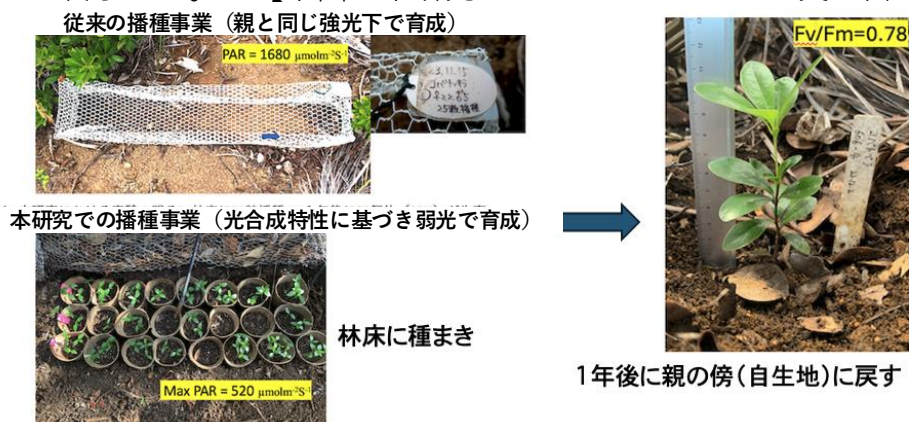 従来の播種事業（親と同じ強光下で育成）
PAR = 1680 μmolm⁻²S⁻¹
本研究での播種事業（光合成特性に基づき弱光で育成）
林床に種まき
Max PAR = 520 μmolm⁻²S⁻¹
Fv/Fm=0.78
1年後に親の傍（自生地）に戻す